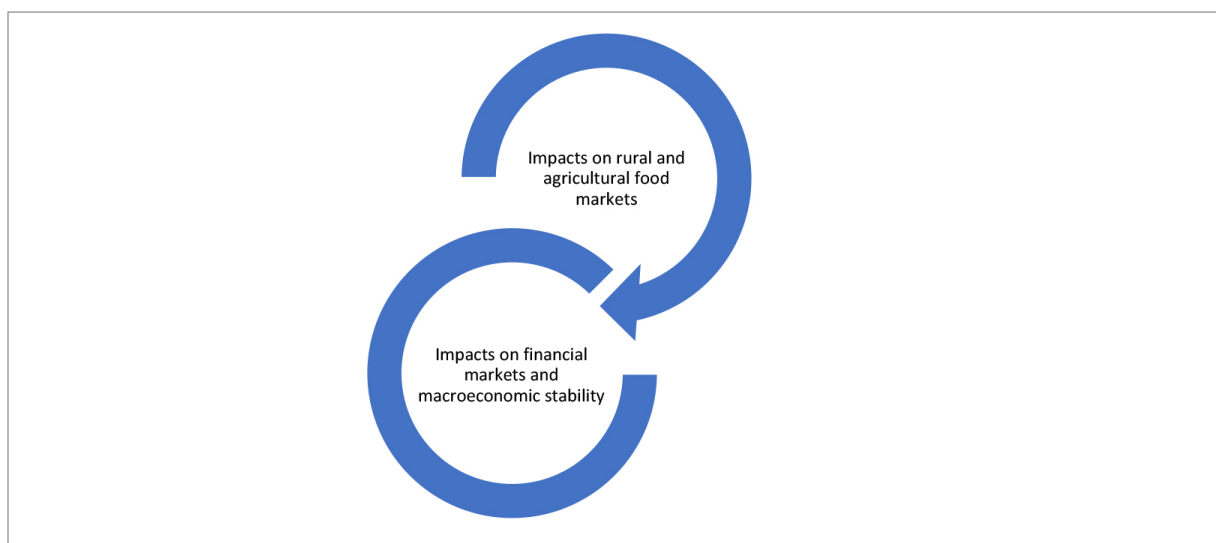 Impacts on rural and
agricultural food
markets
Impacts on financial
markets and
macroeconomic stability